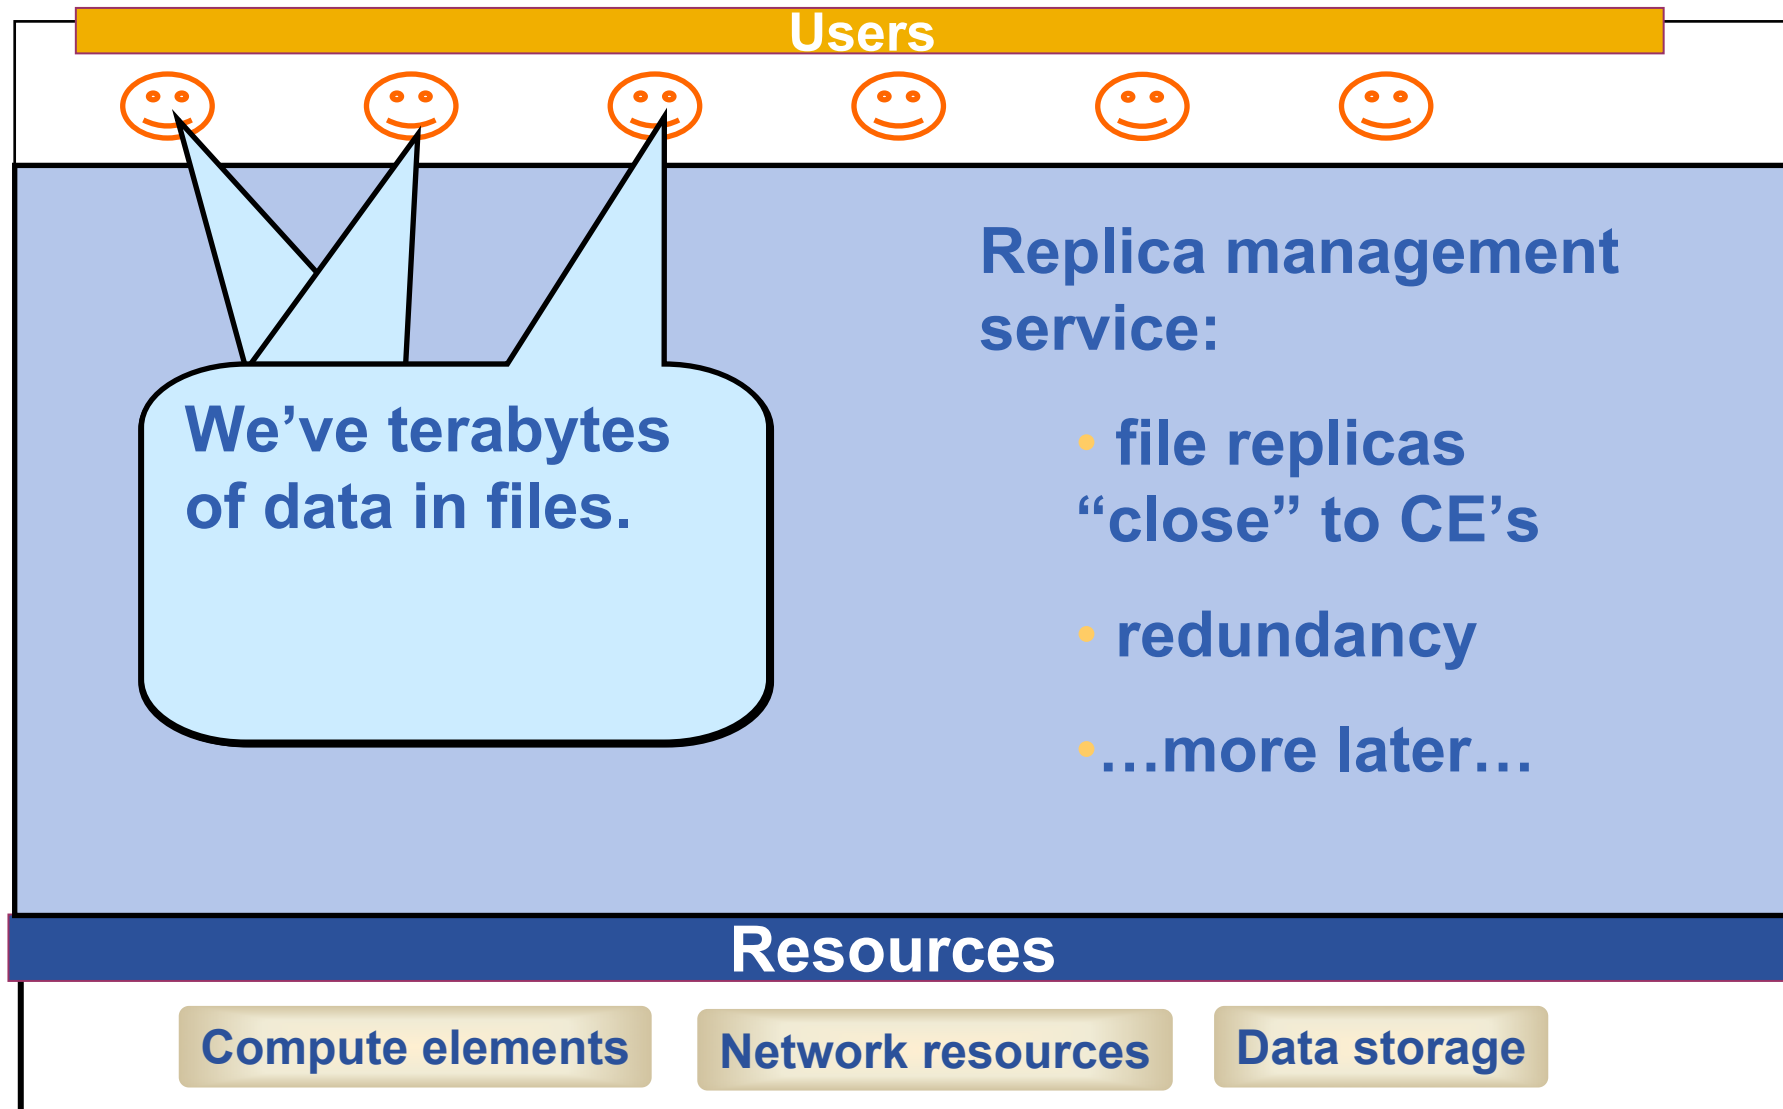 Users
We’ve terabytes
of data in files.
Replica management
service:
• file replicas
“close” to CE’s
• redundancy
•…more later…
Resources
Compute elements
Network resources
Data storage